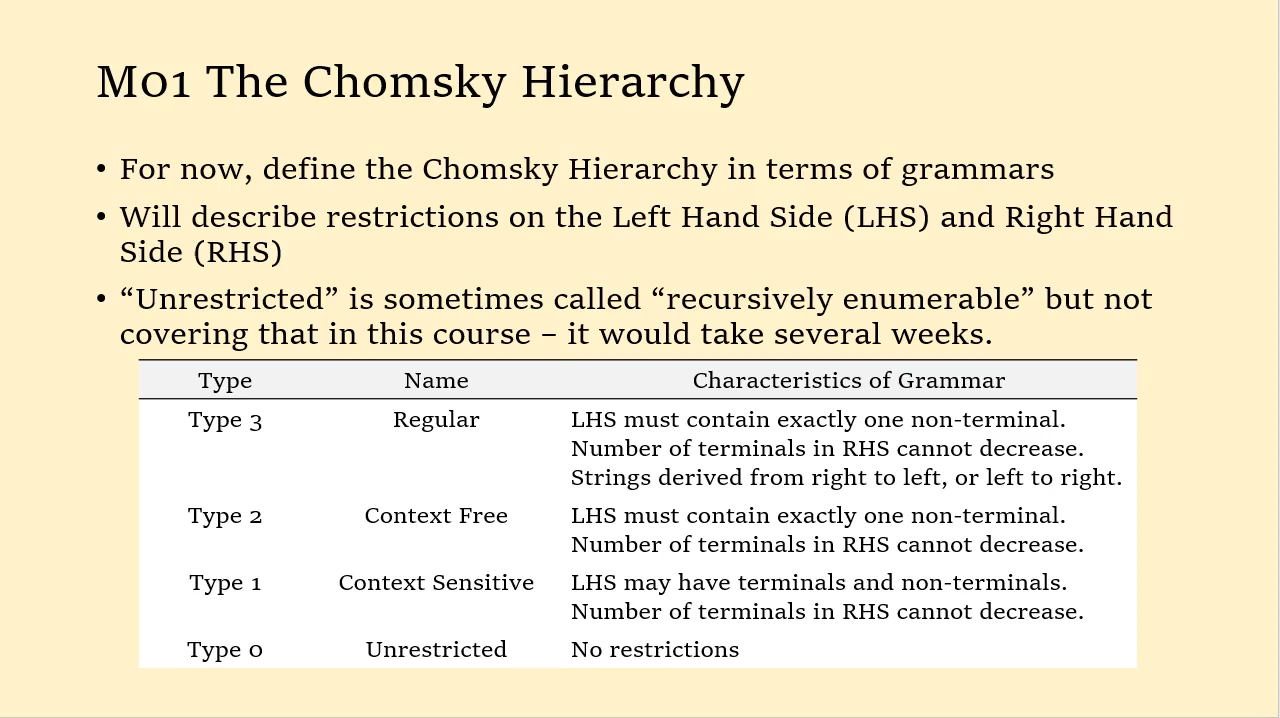 M01 The Chomsky Hierarchy
• For now, define the Chomsky Hierarchy in terms of grammars
• Will describe restrictions on the Left Hand Side (LHS) and Right Hand
Side (RHS)
• “Unrestricted” is sometimes called “recursively enumerable” but not
covering that in this course – it would take several weeks.
Type Name Characteristics of Grammar
Type 3 Regular LHS must contain exactly one non-terminal.
Number of terminals in RHS cannot decrease.
Strings derived from right to left, or left to right.
Type 2 Context Free LHS must contain exactly one non-terminal.
Number of terminals in RHS cannot decrease.
Type 1 Context Sensitive LHS may have terminals and non-terminals.
Number of terminals in RHS cannot decrease.
Type 0 Unrestricted No restrictions